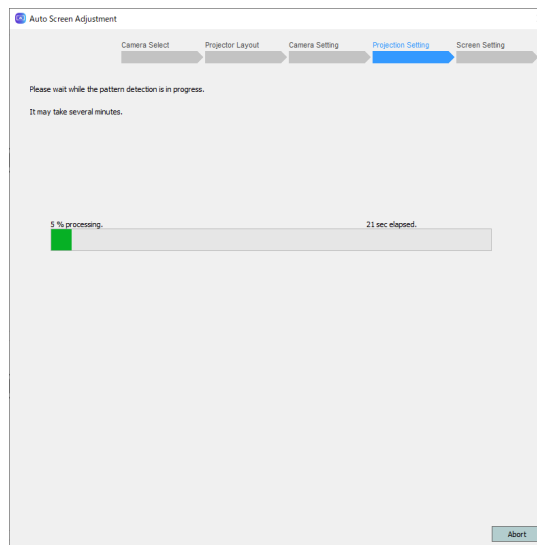 Auto Screen Adjustment
Camera Select Projector Layout Camera Setting Projection Setting Screen Setting
Please wait while the pattern detection is in progress.
It may take several minutes.
5 % processing. 21 sec elapsed.
Abort